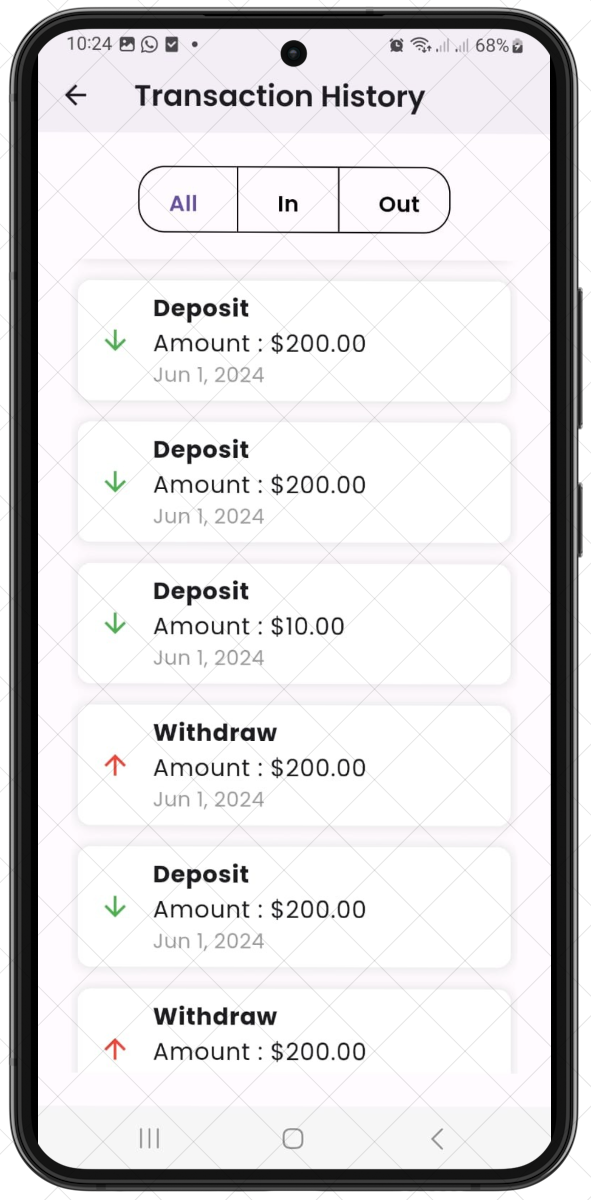 10:24
68%
Transaction History
All
In
Out
Deposit
Amount : $200.00
Jun 1, 2024
Deposit
Amount : $200.00
Jun 1, 2024
Deposit
Amount : $10.00
Jun 1, 2024
Withdraw
Amount : $200.00
Jun 1, 2024
Deposit
Amount : $200.00
Jun 1, 2024
Withdraw
Amount : $200.00